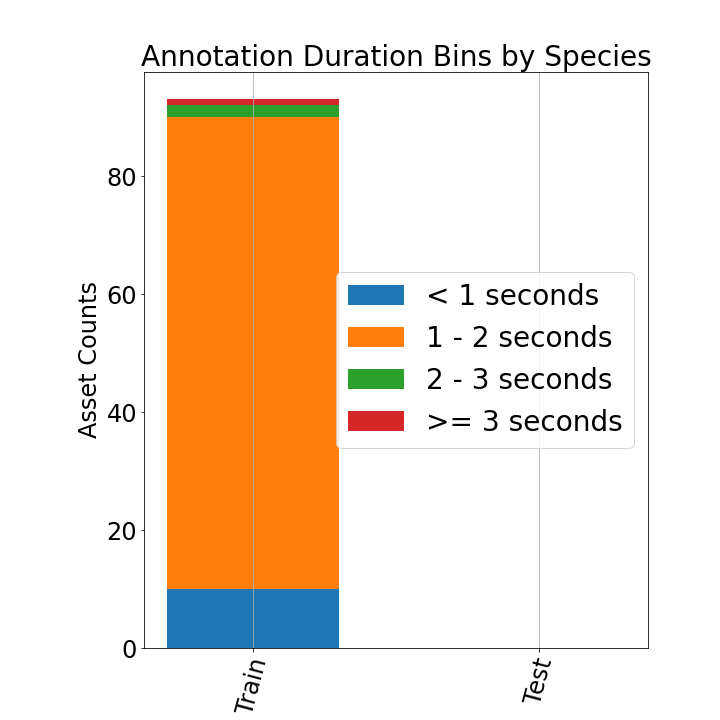 Annotation Duration Bins by Species
Asset Counts
80
60
40
20
0
< 1 seconds
1 - 2 seconds
2 - 3 seconds
>= 3 seconds
Train
Test